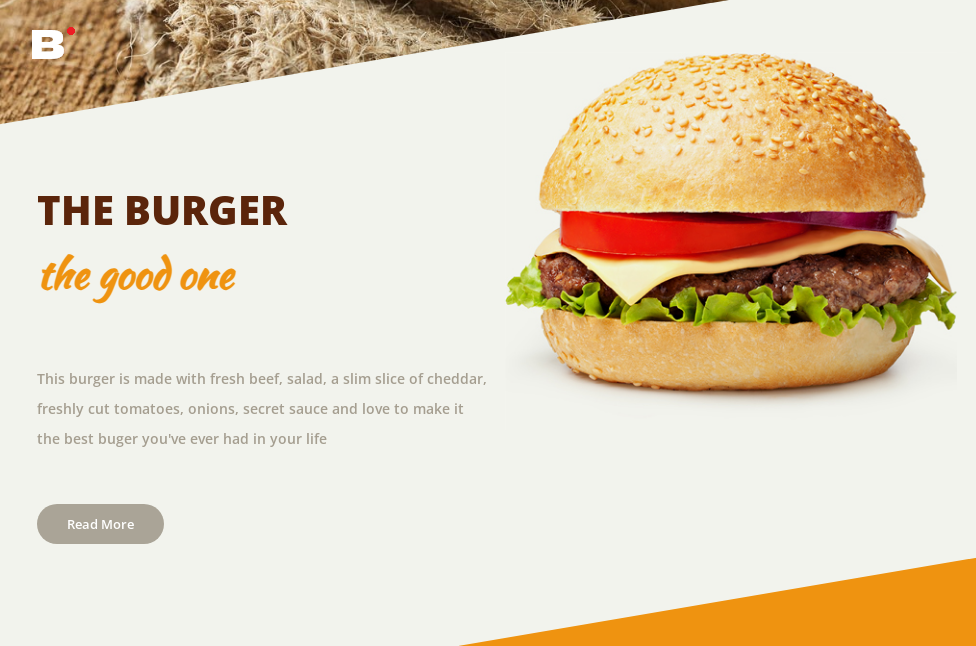 B
THE BURGER
the good one
This burger is made with fresh beef, salad, a slim slice of cheddar,
freshly cut tomatoes, onions, secret sauce and love to make it
the best buger you've ever had in your life
Read More